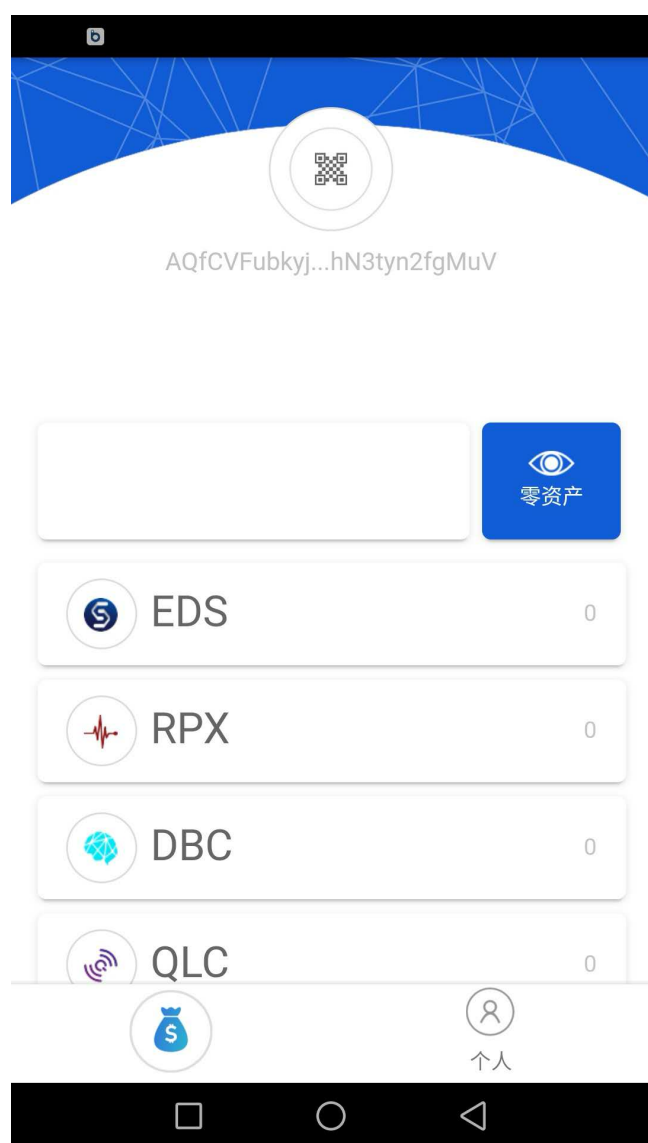 AQfCVFubkyj...hN3tyn2fgMuV
零资产
EDS
0
RPX
0
DBC
0
QLC
0
个人